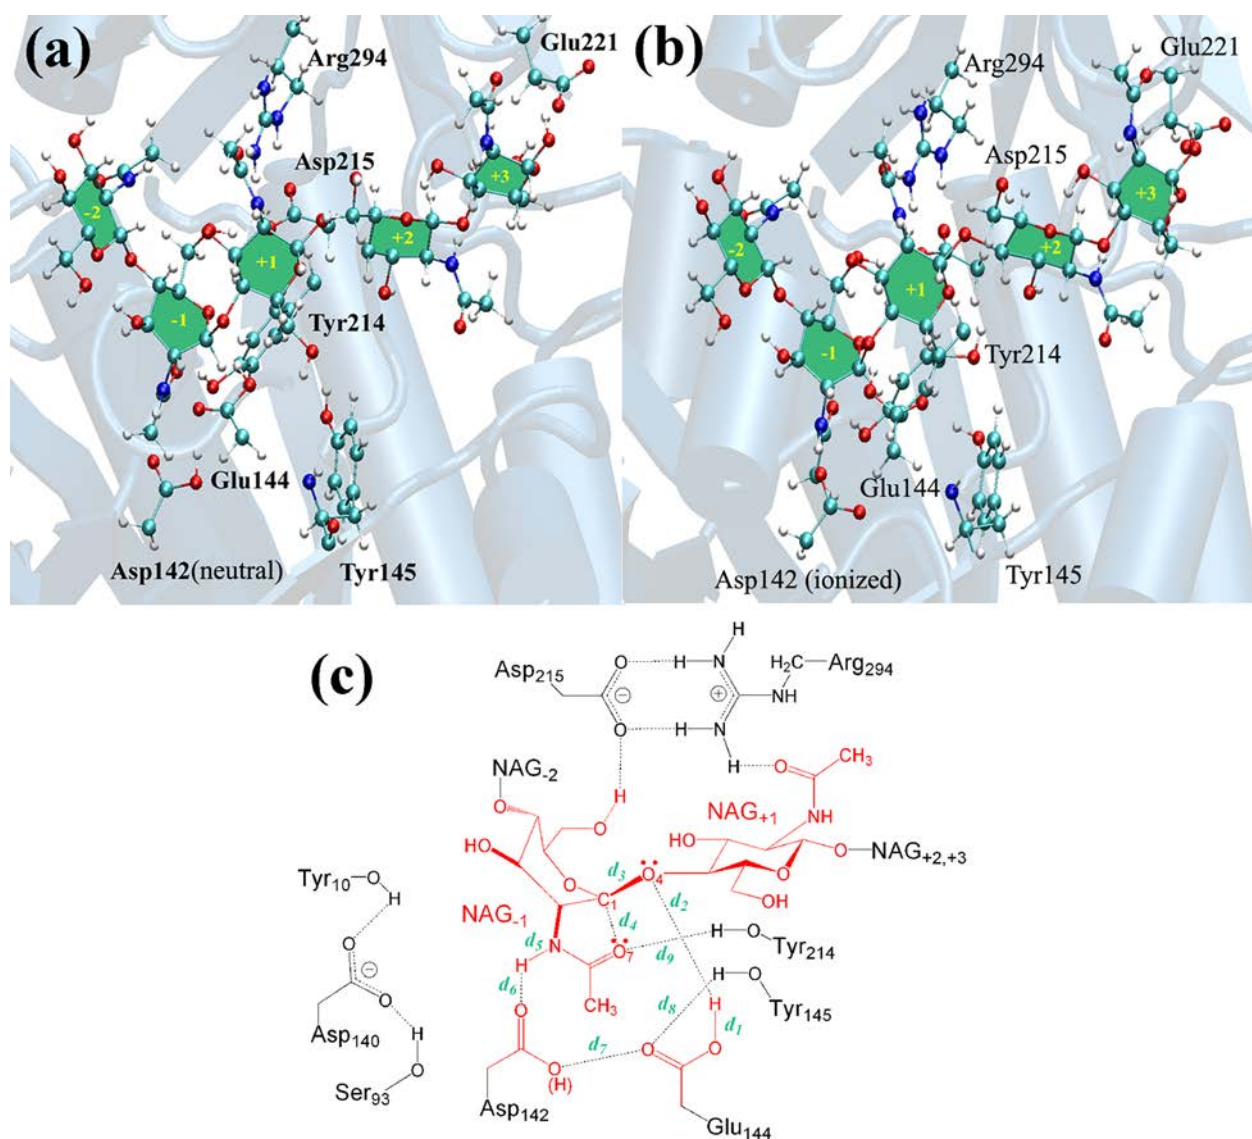 (a)
Arg294
Glu221
Asp215
-2
+3
+2
+1
-1
Tyr214
Glu144
Asp142(neutral)
Tyr145
(b)
Glu221
Arg294
Asp215
+3
-2
+2
+1
-1
Tyr214
Glu144
Asp142 (ionized)
Tyr145
(c)
H
Asp215
O
H
N
H2C
Arg294
⊖
⊕
NH
O
H
N
H
O
CH3
NAG-2
H
NAG+1
NH
O
O
HO
O
NAG+2,+3
HO
d3
O4
O
Tyr10
O
O
C1
d2
OH
H
NAG-1
d4
H
O
d5
N
O7
d9
Tyr214
O
⊖
H
H
O
d6
CH3
d8
H
Tyr145
O
O
d1
Asp140
H
d7
O
O
O
O
Ser93
(H)
Asp142
Glu144